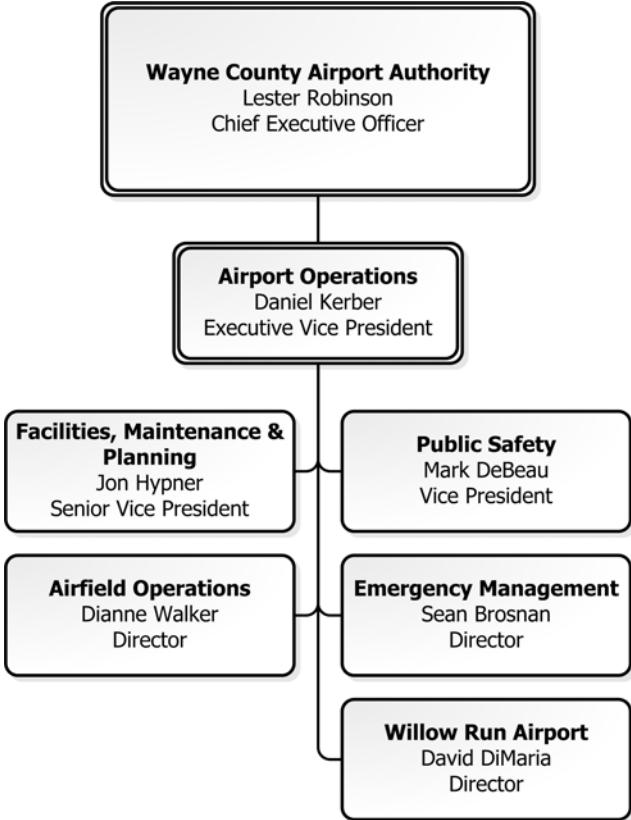 Wayne County Airport Authority
Lester Robinson
Chief Executive Officer
Airport Operations
Daniel Kerber
Executive Vice President
Facilities, Maintenance &
Planning
Jon Hypner
Senior Vice President
Public Safety
Mark DeBeau
Vice President
Airfield Operations
Dianne Walker
Director
Emergency Management
Sean Brosnan
Director
Willow Run Airport
David DiMaria
Director